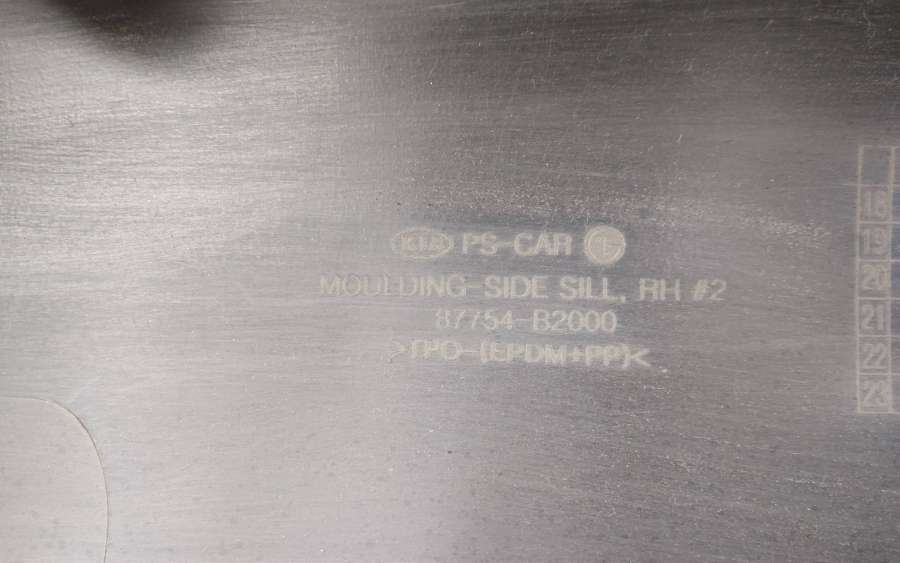 KIA PS-CAR
MOULDING-SIDE SILL, RH #2
87754-B2000
>TPO-(EPDM+PP)<
18
19
20
21
22
23